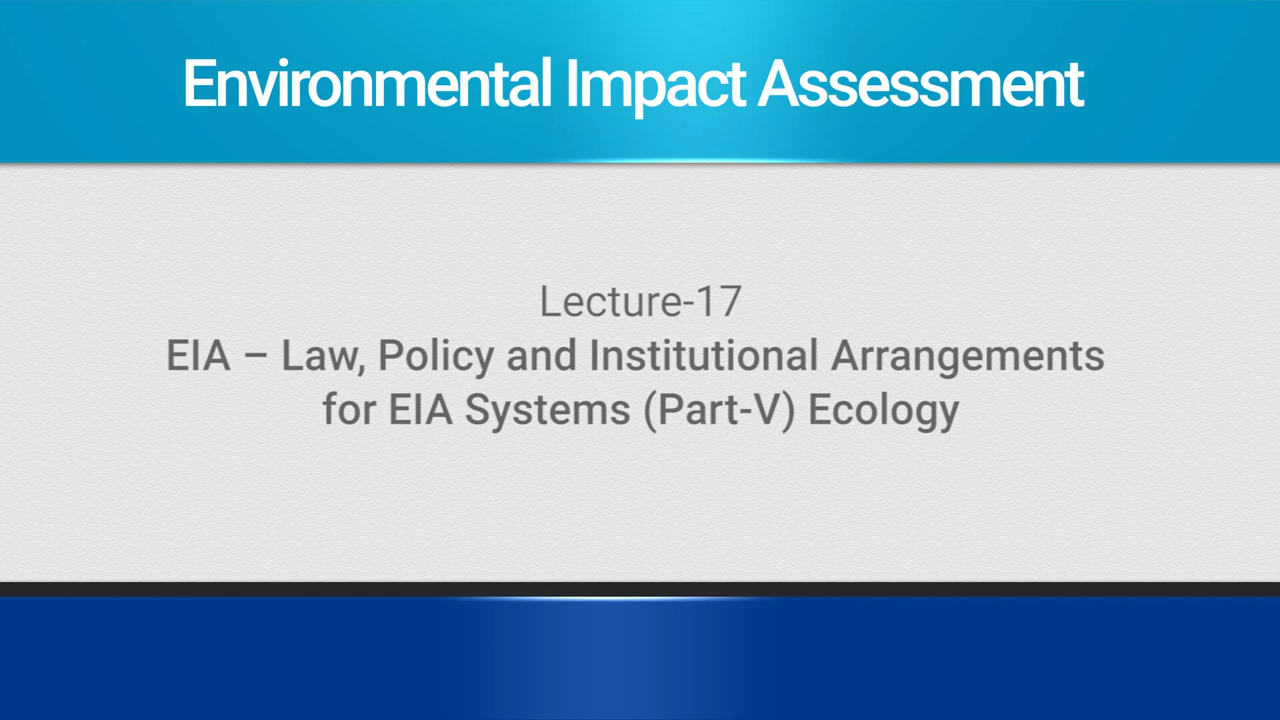 Environmental Impact Assessment
Lecture-17
EIA – Law, Policy and Institutional Arrangements
for EIA Systems (Part-V) Ecology